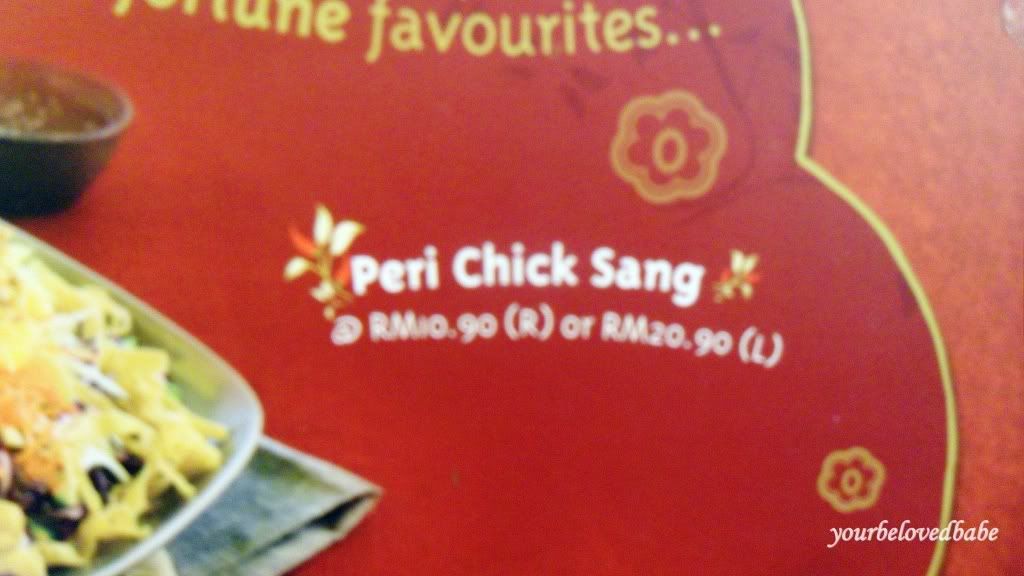 fortune favourites...
Peri Chick Sang
@ RM10.90 (R) or RM20.90 (L)
yourbelovedbabe